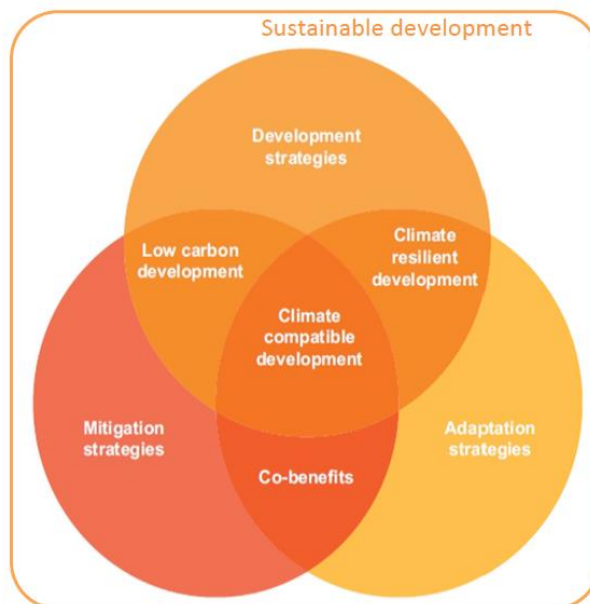 Sustainable development
Development
strategies
Low carbon
development
Climate
resilient
development
Climate
compatible
development
Mitigation
strategies
Adaptation
strategies
Co-benefits